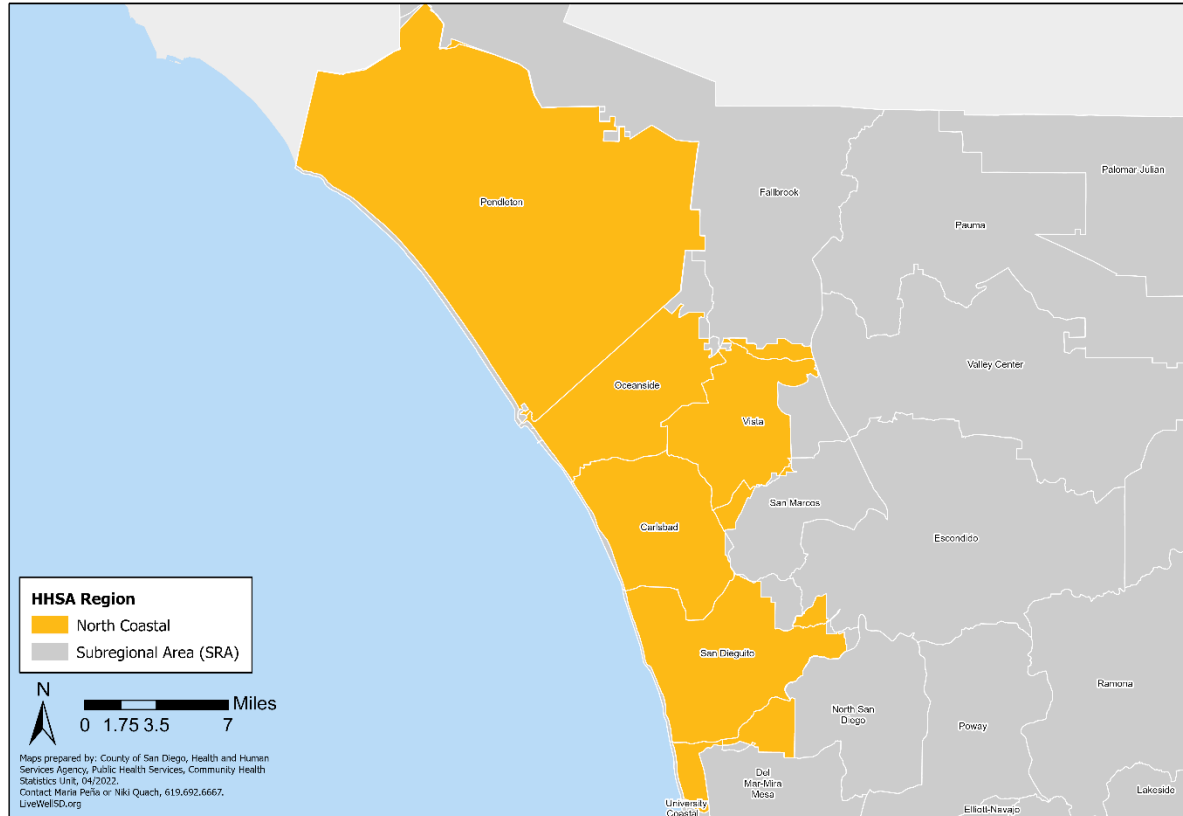 Palomar Julian
Fallbrook
Pendleton
Pauma
Valley Center
Oceanside
Vista
San Marcos
Carlsbad
Escondido
San Dieguito
Ramona
North San
Diego
Poway
Del
Mar-Mira
Mesa
Lakeside
University
Coastal
Elliott-Navajo
HHSA Region
North Coastal
Subregional Area (SRA)
N
Miles
0 1.75 3.5 7
Maps prepared by: County of San Diego, Health and Human
Services Agency, Public Health Services, Community Health
Statistics Unit, 04/2022.
Contact Maria Peña or Niki Quach, 619.692.6667.
LiveWellSD.org